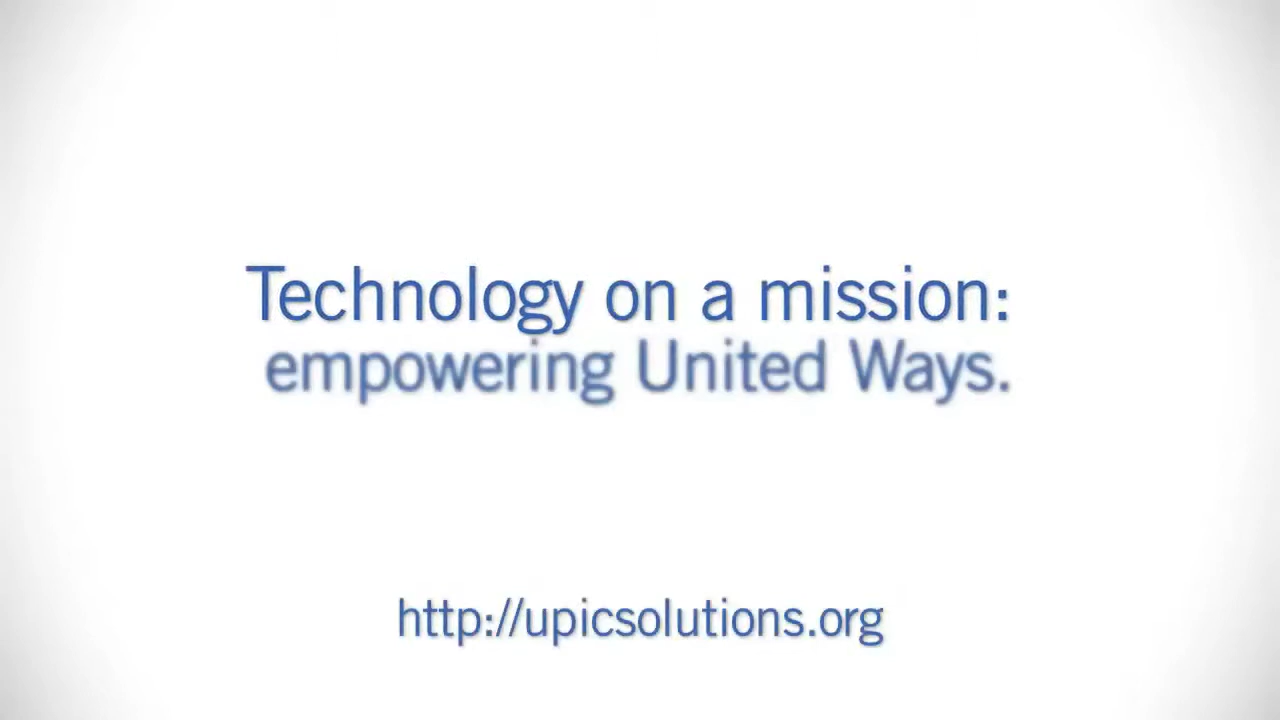 Technology on a mission:
empowering United Ways.
http://upicsolutions.org